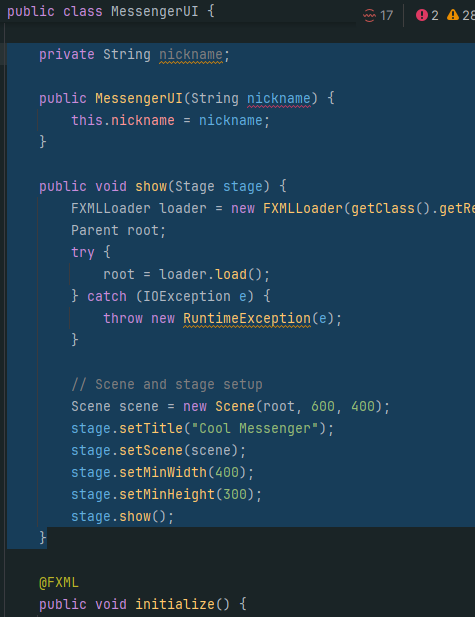 public class MessengerUI {
17 2 28
    private String nickname;
    public MessengerUI(String nickname) {
        this.nickname = nickname;
    }
    public void show(Stage stage) {
        FXMLLoader loader = new FXMLLoader(getClass().getRe
        Parent root;
        try {
            root = loader.load();
        } catch (IOException e) {
            throw new RuntimeException(e);
        }
        // Scene and stage setup
        Scene scene = new Scene(root, 600, 400);
        stage.setTitle("Cool Messenger");
        stage.setScene(scene);
        stage.setMinWidth(400);
        stage.setMinHeight(300);
        stage.show();
    }
    @FXML
    public void initialize() {